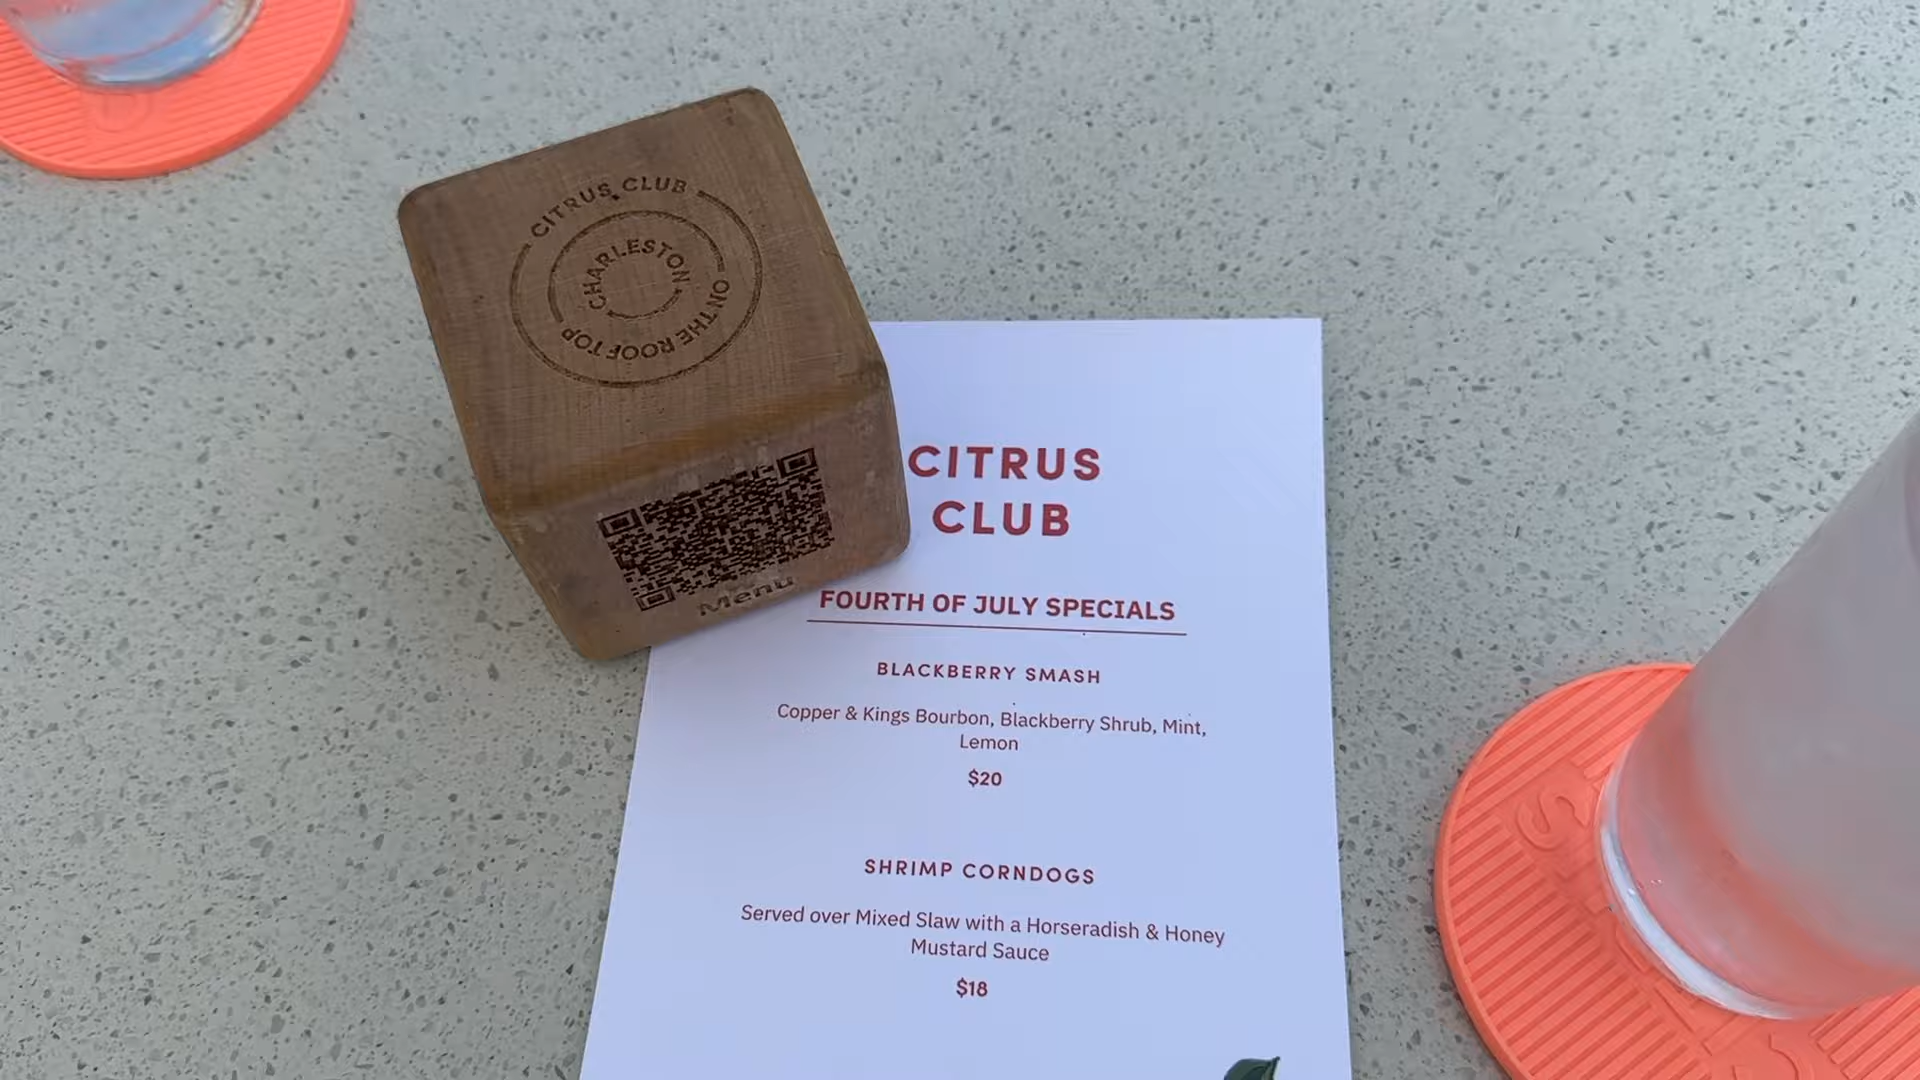 CITRUS CLUB
ON THE ROOFTOP
CHARLESTON
Menu
CITRUS
CLUB
FOURTH OF JULY SPECIALS
BLACKBERRY SMASH
Copper & Kings Bourbon, Blackberry Shrub, Mint,
Lemon
$20
SHRIMP CORNDOGS
Served over Mixed Slaw with a Horseradish & Honey
Mustard Sauce
$18